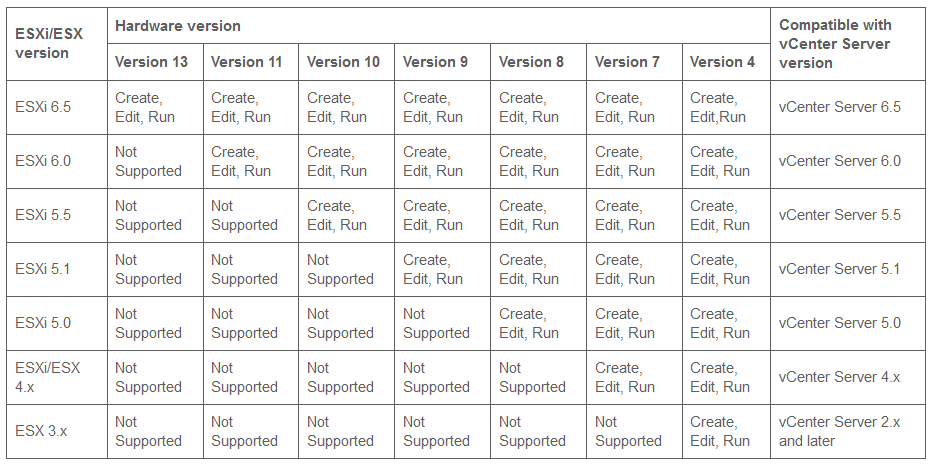 ESXi/ESX version
Hardware version
Compatible with vCenter Server version
Version 13
Version 11
Version 10
Version 9
Version 8
Version 7
Version 4
ESXi 6.5
Create,
Edit, Run
Create,
Edit, Run
Create,
Edit, Run
Create,
Edit, Run
Create,
Edit, Run
Create,
Edit, Run
Create,
Edit,Run
vCenter Server 6.5
ESXi 6.0
Not
Supported
Create,
Edit, Run
Create,
Edit, Run
Create,
Edit, Run
Create,
Edit, Run
Create,
Edit, Run
Create,
Edit, Run
vCenter Server 6.0
ESXi 5.5
Not
Supported
Not
Supported
Create,
Edit, Run
Create,
Edit, Run
Create,
Edit, Run
Create,
Edit, Run
Create,
Edit, Run
vCenter Server 5.5
ESXi 5.1
Not
Supported
Not
Supported
Not
Supported
Create,
Edit, Run
Create,
Edit, Run
Create,
Edit, Run
Create,
Edit, Run
vCenter Server 5.1
ESXi 5.0
Not
Supported
Not
Supported
Not
Supported
Not
Supported
Create,
Edit, Run
Create,
Edit, Run
Create,
Edit, Run
vCenter Server 5.0
ESXi/ESX
4.x
Not
Supported
Not
Supported
Not
Supported
Not
Supported
Not
Supported
Create,
Edit, Run
Create,
Edit, Run
vCenter Server 4.x
ESX 3.x
Not
Supported
Not
Supported
Not
Supported
Not
Supported
Not
Supported
Not
Supported
Create,
Edit, Run
vCenter Server 2.x
and later